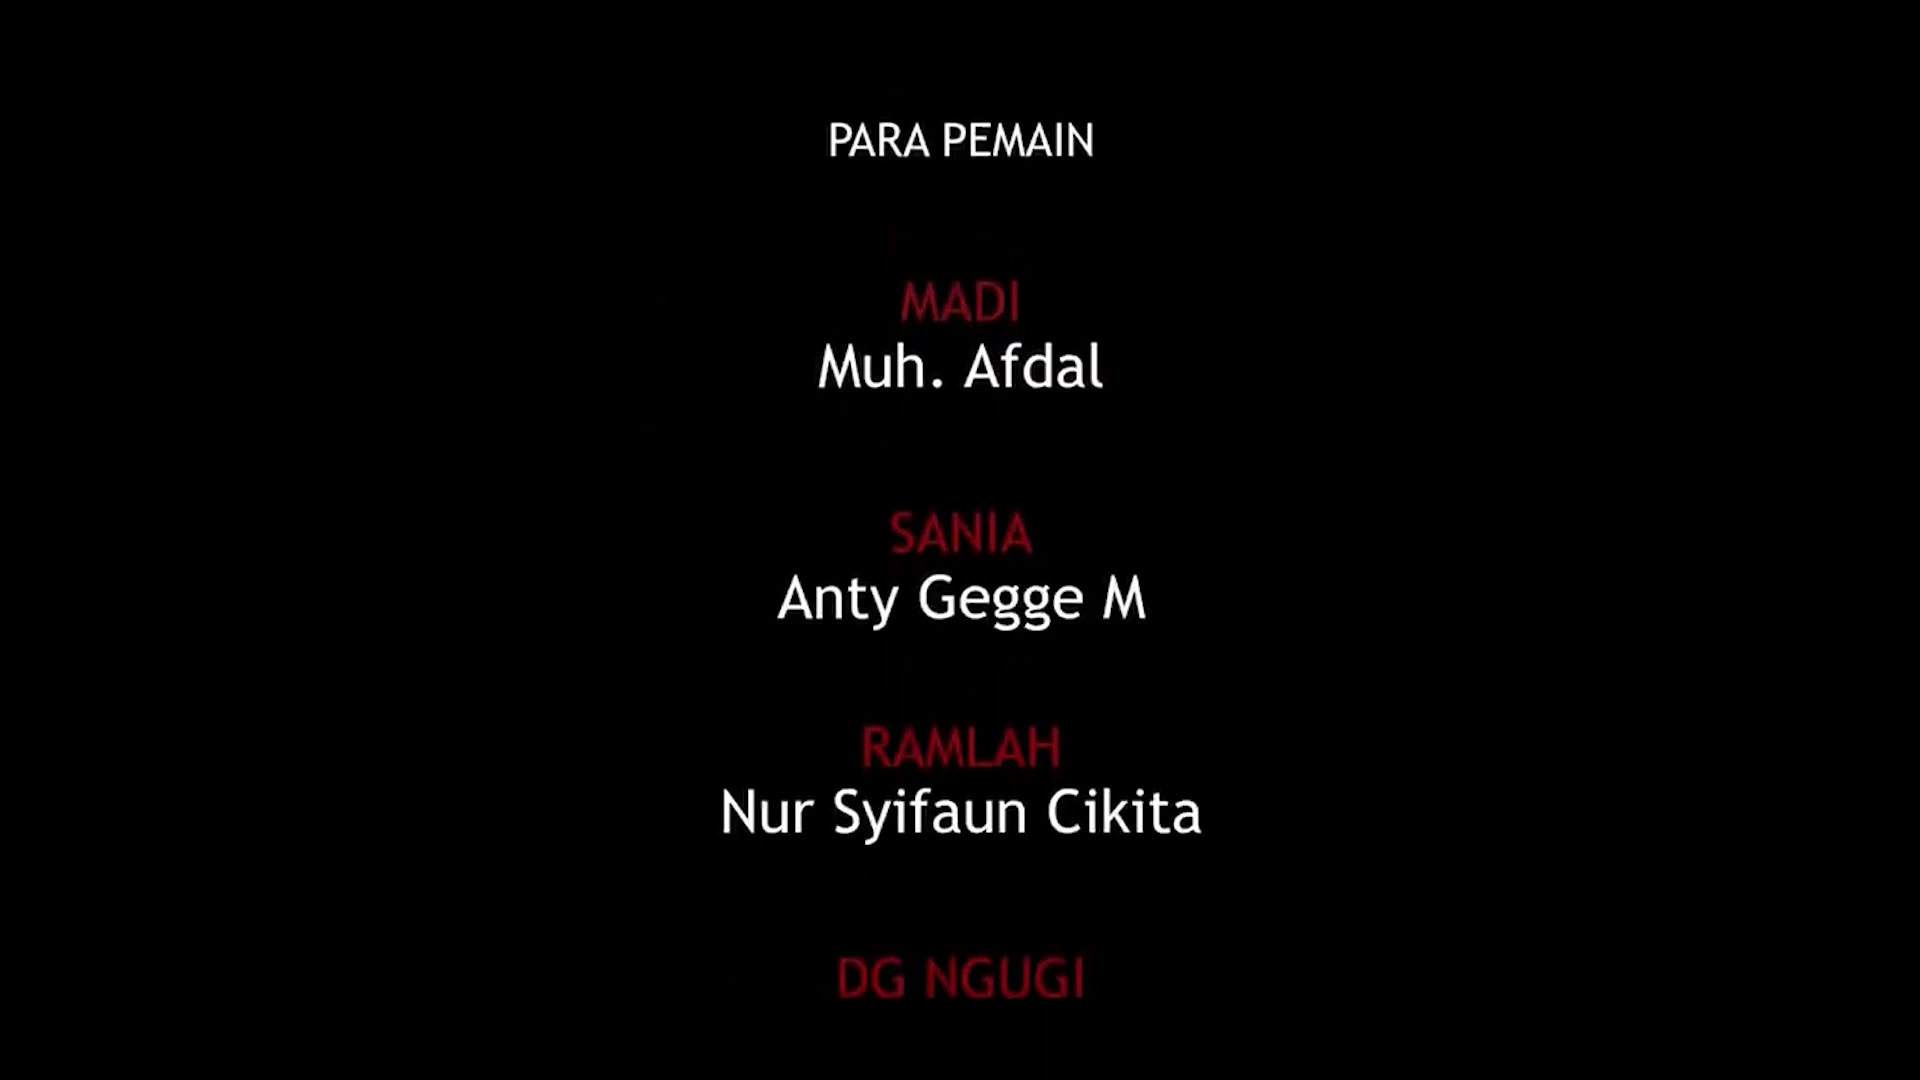 PARA PEMAIN
MADI
Muh. Afdal
SANIA
Anty Gegge M
RAMLAH
Nur Syifaun Cikita
DG NGUGI